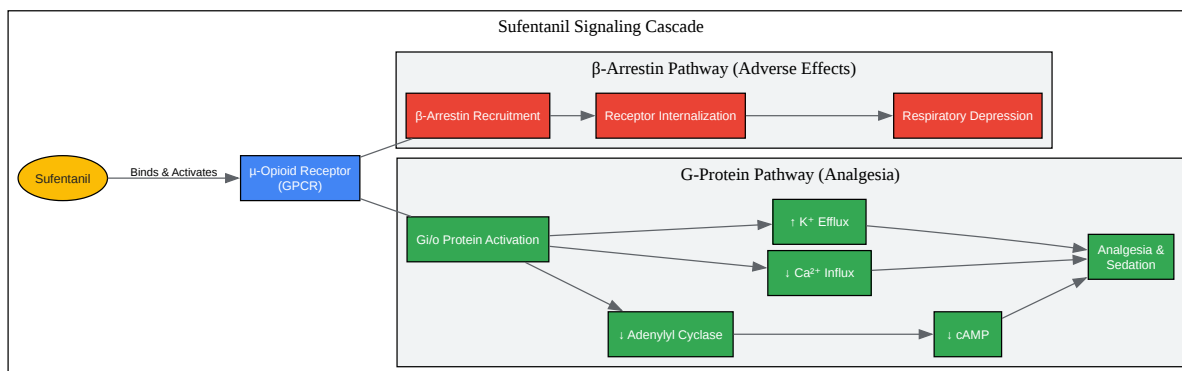 Sufentanil Signaling Cascade
β-Arrestin Pathway (Adverse Effects)
β-Arrestin Recruitment
Receptor Internalization
Respiratory Depression
Sufentanil
Binds & Activates
µ-Opioid Receptor
(GPCR)
G-Protein Pathway (Analgesia)
Gi/o Protein Activation
↑ K⁺ Efflux
↓ Ca²⁺ Influx
↓ Adenylyl Cyclase
↓ cAMP
Analgesia &
Sedation